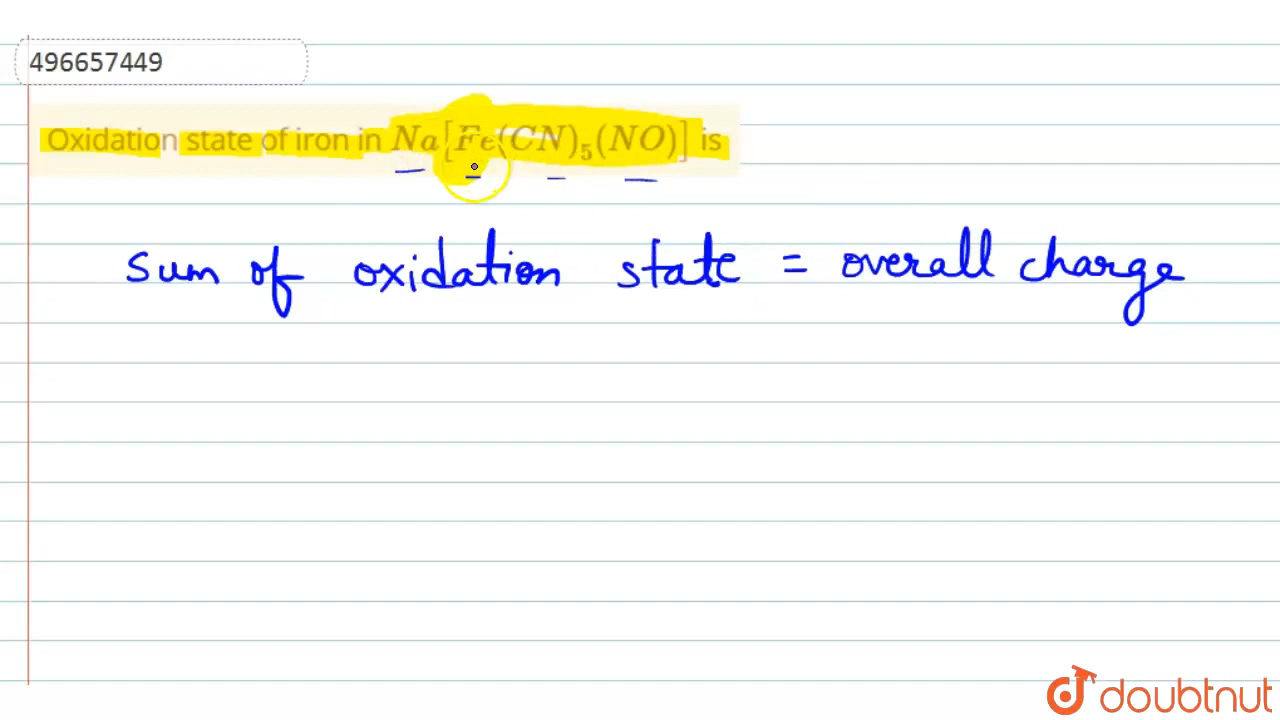 496657449
Oxidation state of iron in Na[Fe(CN)₅(NO)] is
sum of oxidation state = overall charge
doubtnut